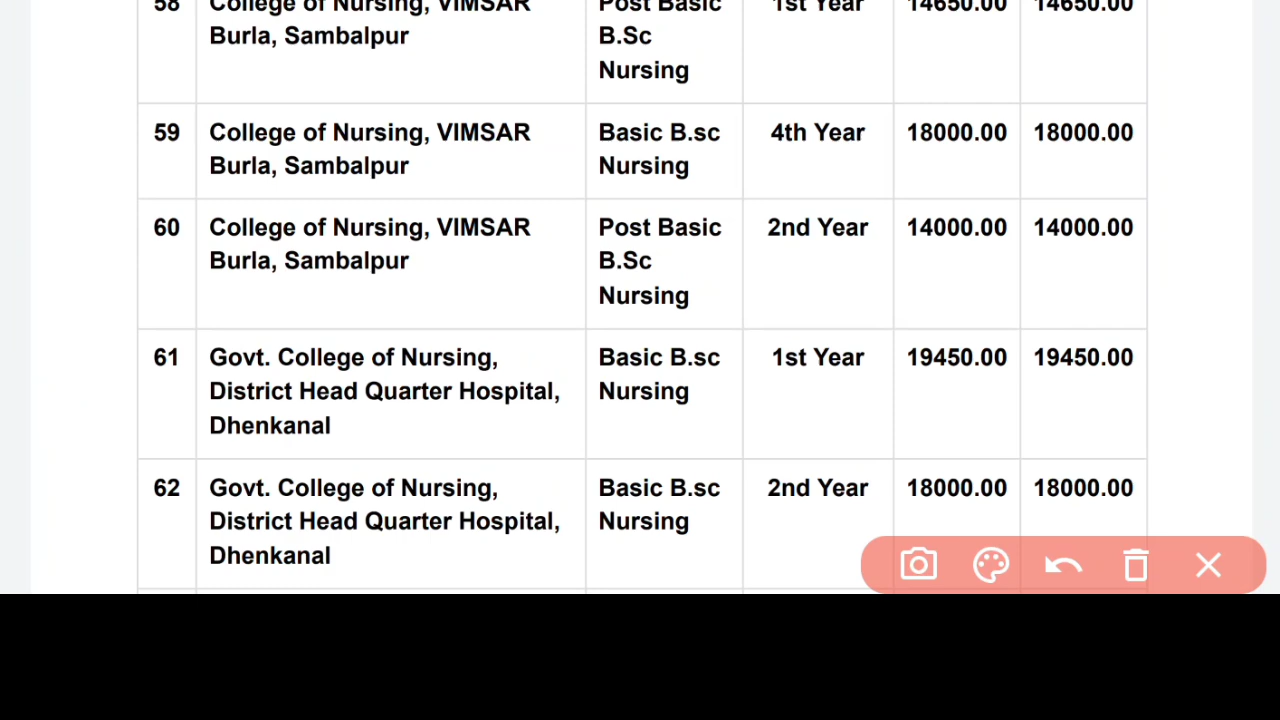 58 College of Nursing, VIMSAR Post Basic 1st Year 14650.00 14650.00
Burla, Sambalpur B.Sc
Nursing
59 College of Nursing, VIMSAR Basic B.sc 4th Year 18000.00 18000.00
Burla, Sambalpur Nursing
60 College of Nursing, VIMSAR Post Basic 2nd Year 14000.00 14000.00
Burla, Sambalpur B.Sc
Nursing
61 Govt. College of Nursing, Basic B.sc 1st Year 19450.00 19450.00
District Head Quarter Hospital, Nursing
Dhenkanal
62 Govt. College of Nursing, Basic B.sc 2nd Year 18000.00 18000.00
District Head Quarter Hospital, Nursing
Dhenkanal